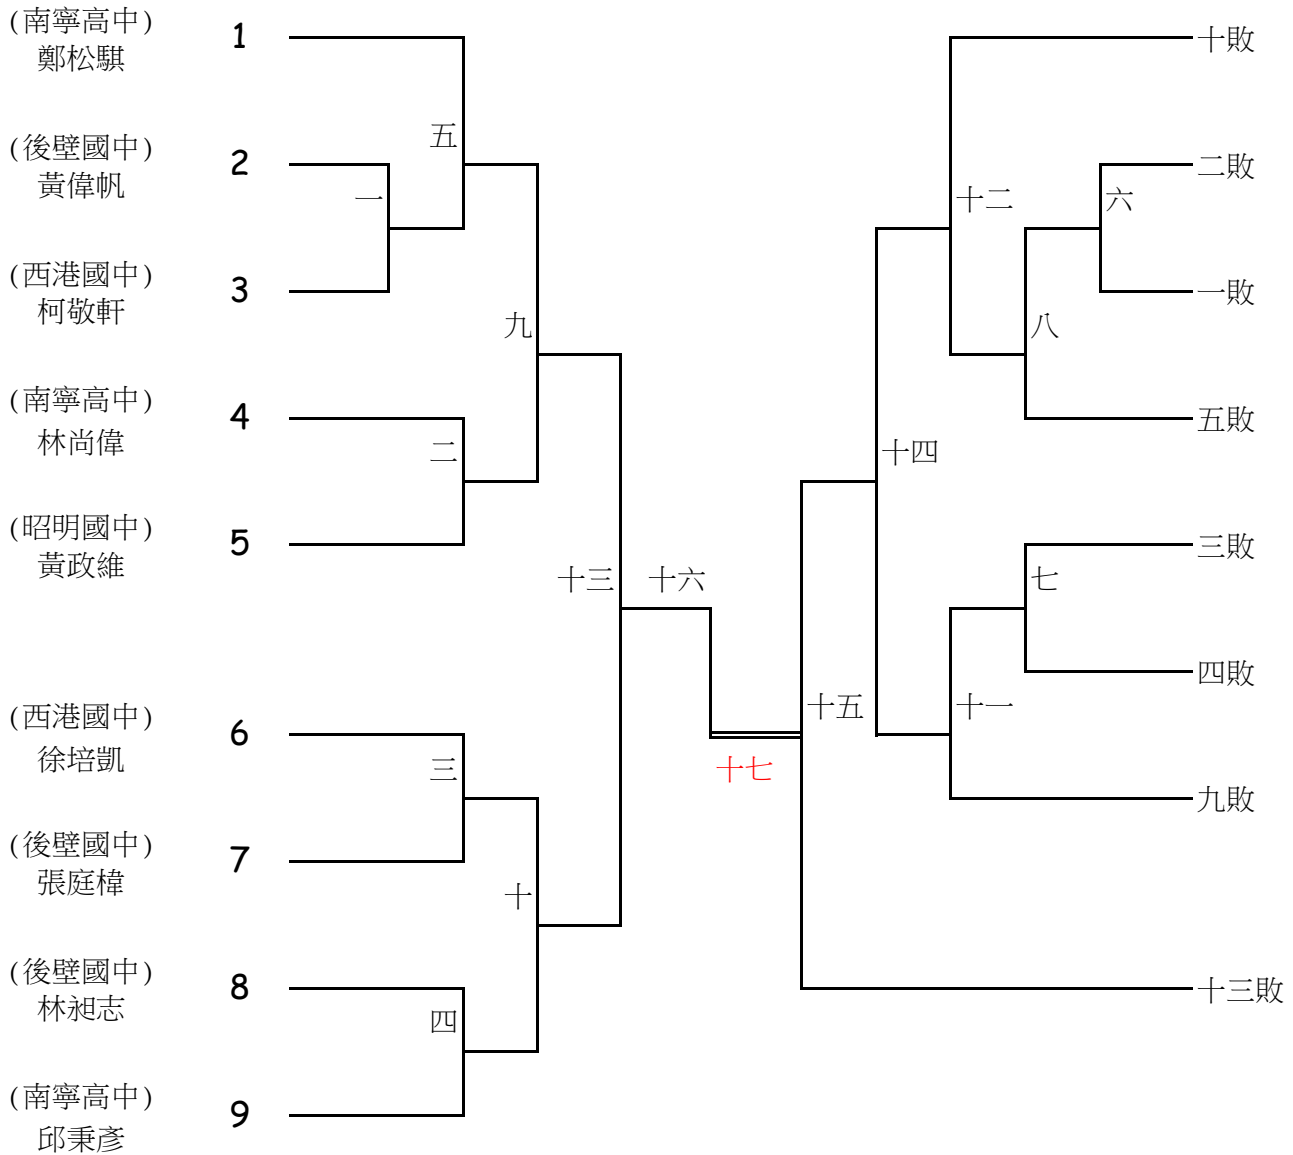 (南寧高中)
鄭松騏
1
(後壁國中)
黃偉帆
2
(西港國中)
柯敬軒
3
(南寧高中)
林尚偉
4
(昭明國中)
黃政維
5
(西港國中)
徐培凱
6
(後壁國中)
張庭樟
7
(後壁國中)
林昶志
8
(南寧高中)
邱秉彥
9
五
一
九
二
十三
十六
三
十
四
十七
十五
十四
十二
六
八
七
十一
十敗
二敗
一敗
五敗
三敗
四敗
九敗
十三敗